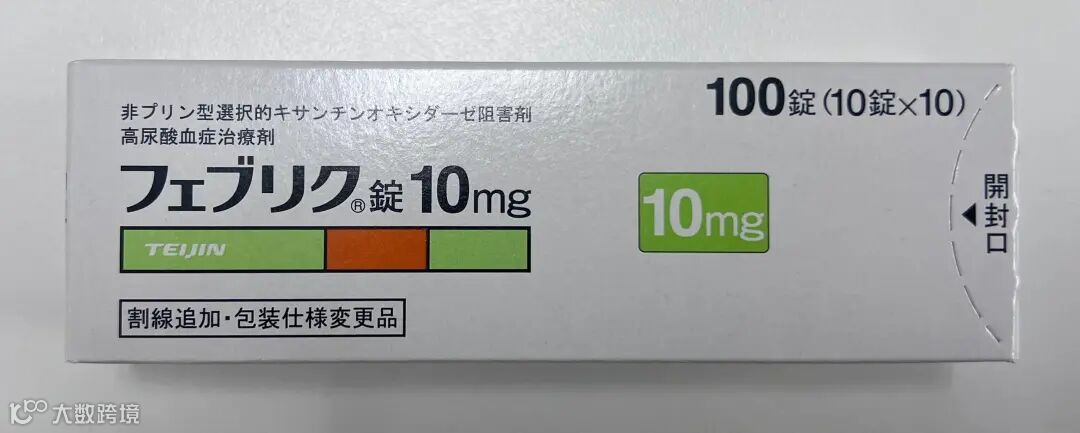 非プリン型選択的キサンチンオキシダーゼ阻害剤
高尿酸血症治療剤
フェブリク®錠10mg
TEIJIN
割線追加・包装仕様変更品
100錠(10錠×10)
10mg
開封口
大数跨境